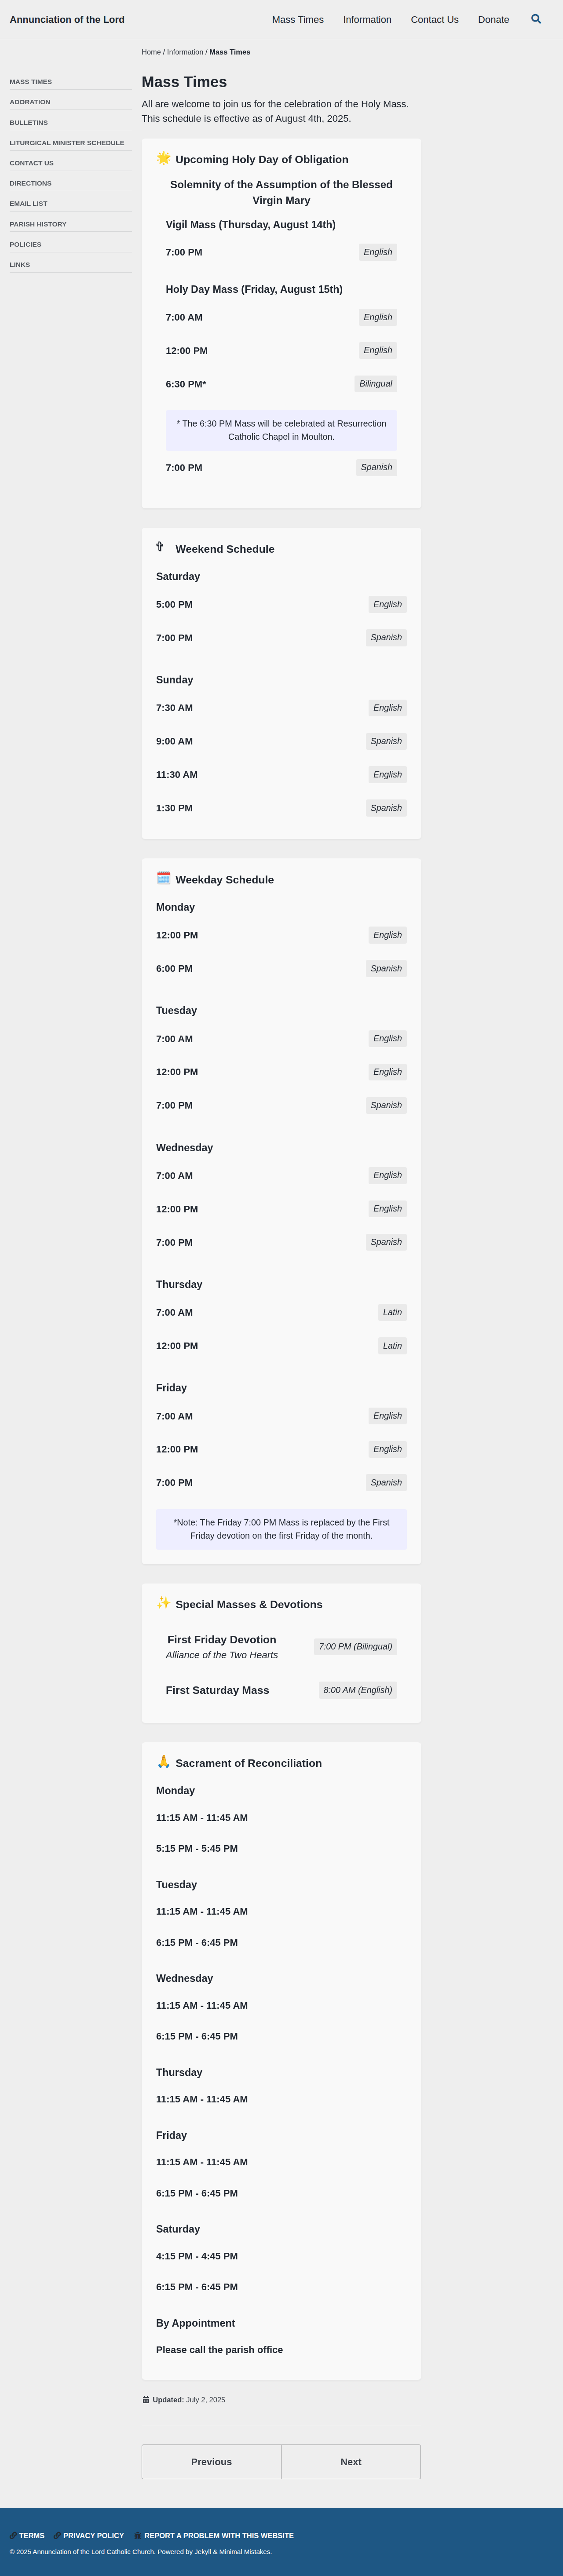 Annunciation of the Lord
Mass Times Information Contact Us Donate
Home / Information / Mass Times
MASS TIMES
ADORATION
BULLETINS
LITURGICAL MINISTER SCHEDULE
CONTACT US
DIRECTIONS
EMAIL LIST
PARISH HISTORY
POLICIES
LINKS
Mass Times
All are welcome to join us for the celebration of the Holy Mass.
This schedule is effective as of August 4th, 2025.
🌟 Upcoming Holy Day of Obligation
Solemnity of the Assumption of the Blessed
Virgin Mary
Vigil Mass (Thursday, August 14th)
7:00 PM English
Holy Day Mass (Friday, August 15th)
7:00 AM English
12:00 PM English
6:30 PM* Bilingual
* The 6:30 PM Mass will be celebrated at Resurrection
Catholic Chapel in Moulton.
7:00 PM Spanish
✞ Weekend Schedule
Saturday
5:00 PM English
7:00 PM Spanish
Sunday
7:30 AM English
9:00 AM Spanish
11:30 AM English
1:30 PM Spanish
🗓️ Weekday Schedule
Monday
12:00 PM English
6:00 PM Spanish
Tuesday
7:00 AM English
12:00 PM English
7:00 PM Spanish
Wednesday
7:00 AM English
12:00 PM English
7:00 PM Spanish
Thursday
7:00 AM Latin
12:00 PM Latin
Friday
7:00 AM English
12:00 PM English
7:00 PM Spanish
*Note: The Friday 7:00 PM Mass is replaced by the First
Friday devotion on the first Friday of the month.
✨ Special Masses & Devotions
First Friday Devotion
Alliance of the Two Hearts
7:00 PM (Bilingual)
First Saturday Mass 8:00 AM (English)
🙏 Sacrament of Reconciliation
Monday
11:15 AM - 11:45 AM
5:15 PM - 5:45 PM
Tuesday
11:15 AM - 11:45 AM
6:15 PM - 6:45 PM
Wednesday
11:15 AM - 11:45 AM
6:15 PM - 6:45 PM
Thursday
11:15 AM - 11:45 AM
Friday
11:15 AM - 11:45 AM
6:15 PM - 6:45 PM
Saturday
4:15 PM - 4:45 PM
6:15 PM - 6:45 PM
By Appointment
Please call the parish office
Updated: July 2, 2025
Previous Next
TERMS PRIVACY POLICY REPORT A PROBLEM WITH THIS WEBSITE
© 2025 Annunciation of the Lord Catholic Church. Powered by Jekyll & Minimal Mistakes.